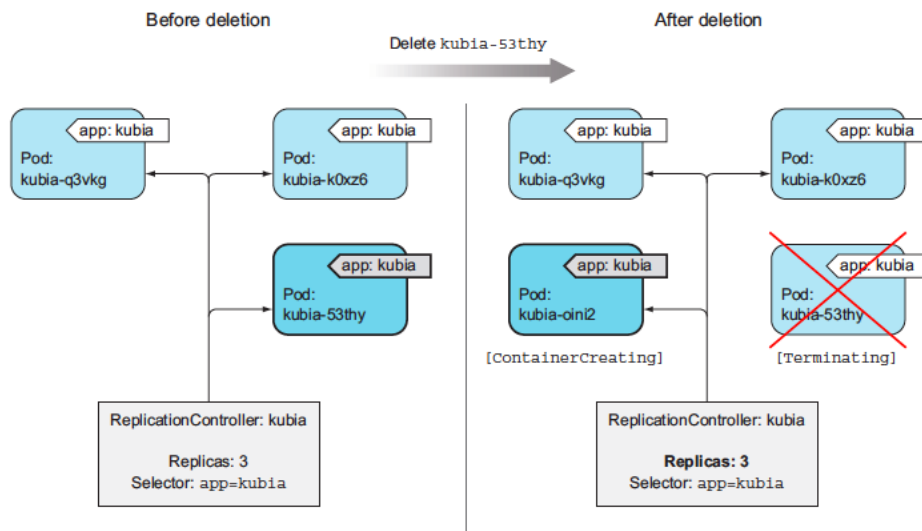 Before deletion
Delete kubia-53thy
After deletion
app: kubia
Pod:
kubia-q3vkg
app: kubia
Pod:
kubia-k0xz6
app: kubia
Pod:
kubia-53thy
ReplicationController: kubia
Replicas: 3
Selector: app=kubia
app: kubia
Pod:
kubia-q3vkg
app: kubia
Pod:
kubia-k0xz6
app: kubia
Pod:
kubia-oini2
[ContainerCreating]
app: kubia
Pod:
kubia-53thy
[Terminating]
ReplicationController: kubia
Replicas: 3
Selector: app=kubia